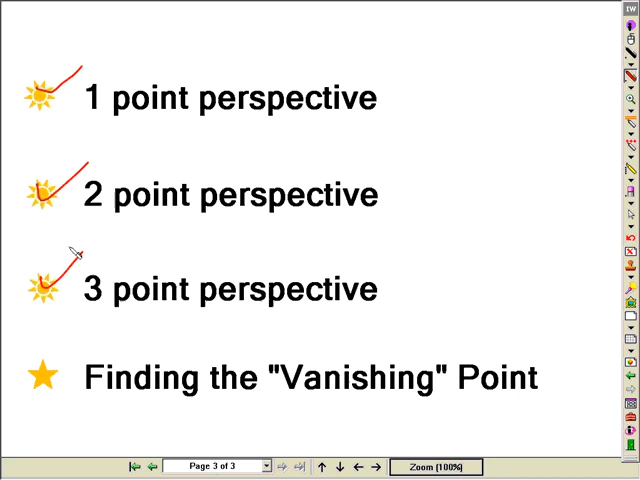 IW
1 point perspective
2 point perspective
3 point perspective
Finding the "Vanishing" Point
Page 3 of 3
Zoom (100%)